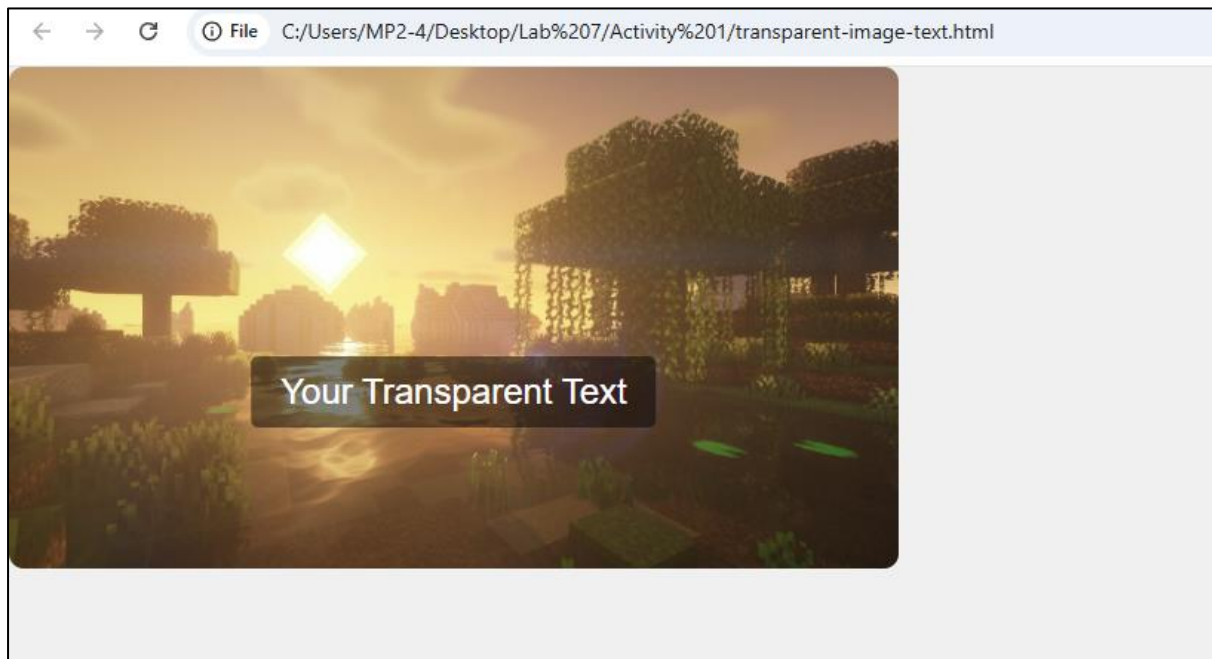 File C:/Users/MP2-4/Desktop/Lab%207/Activity%201/transparent-image-text.html
Your Transparent Text